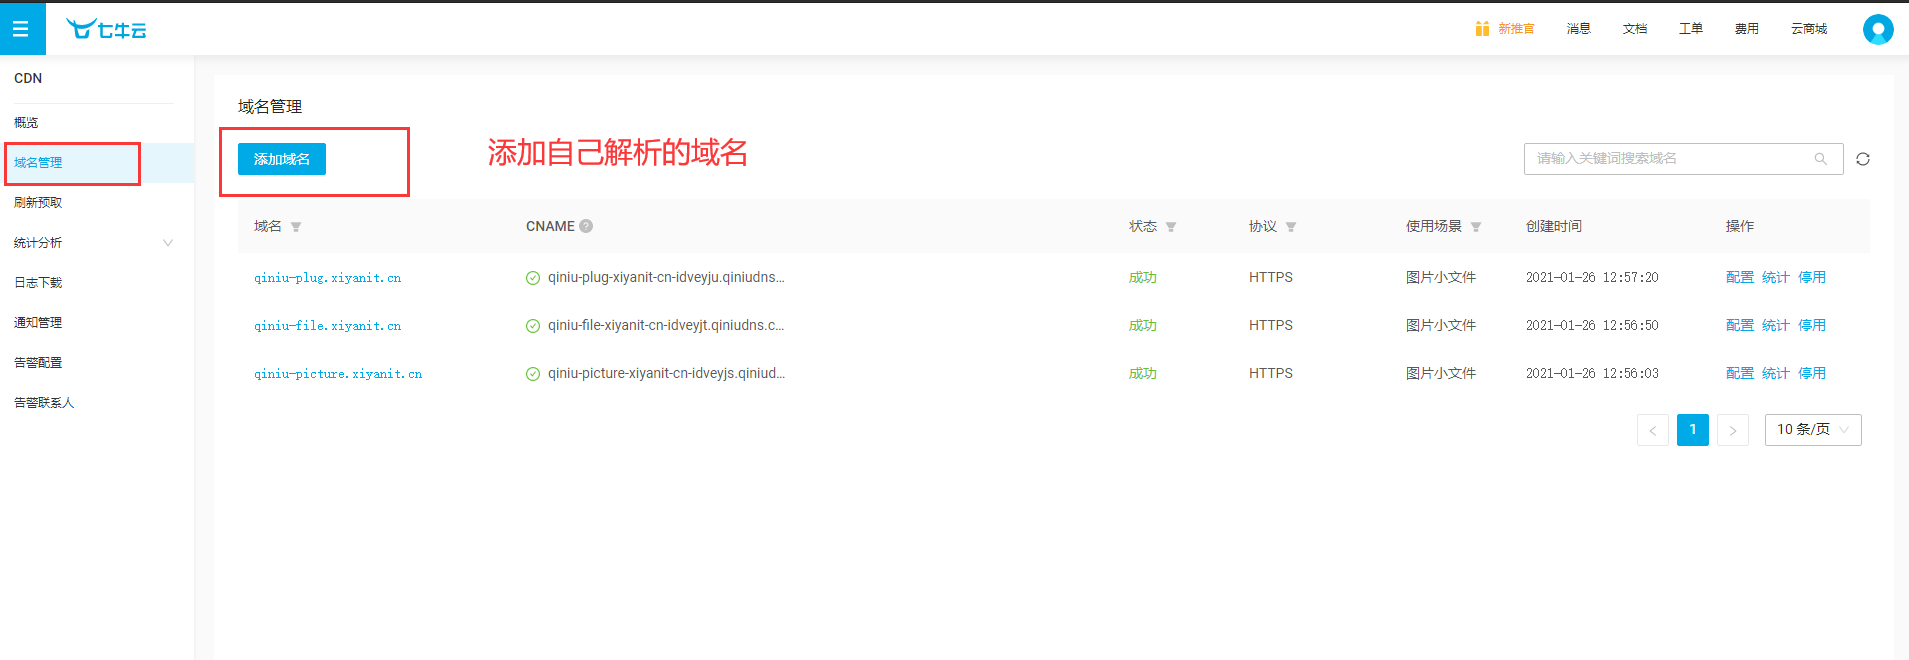 七牛云
新推官 消息 文档 工单 费用 云商城
CDN
概览
域名管理
刷新预取
统计分析
日志下载
通知管理
告警配置
告警联系人
域名管理
添加域名
添加自己解析的域名
请输入关键词搜索域名
域名 CNAME ? 状态 协议 使用场景 创建时间 操作
qiniu-plug.xiyanit.cn qiniu-plug-xiyanit-cn-idveyju.qiniudns... 成功 HTTPS 图片小文件 2021-01-26 12:57:20 配置 统计 停用
qiniu-file.xiyanit.cn qiniu-file-xiyanit-cn-idveyjt.qiniudns.c... 成功 HTTPS 图片小文件 2021-01-26 12:56:50 配置 统计 停用
qiniu-picture.xiyanit.cn qiniu-picture-xiyanit-cn-idveyjs.qiniud... 成功 HTTPS 图片小文件 2021-01-26 12:56:03 配置 统计 停用
< 1 > 10 条/页